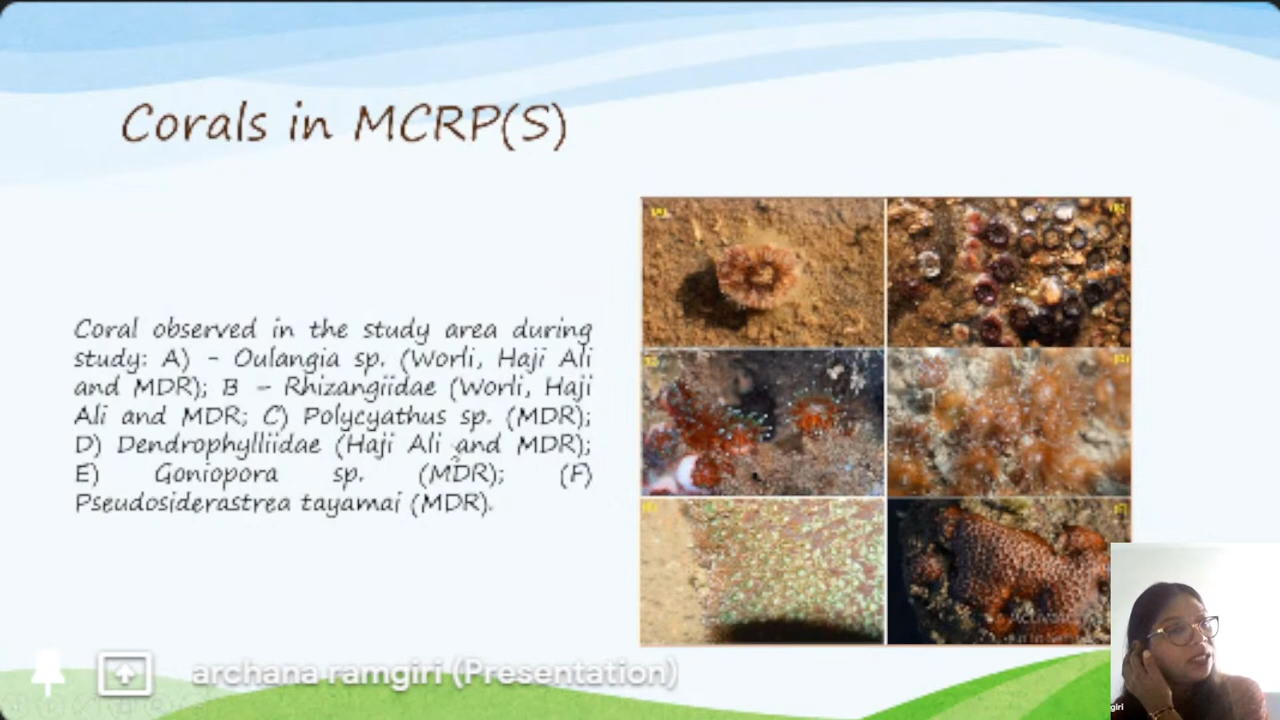 Corals in MCRP(S)
Coral observed in the study area during
study: A) - Oulangia sp. (Worli, Haji Ali
and MDR); B - Rhizangiidae (Worli, Haji
Ali and MDR; C) Polycyathus sp. (MDR);
D) Dendrophylliidae (Haji Ali and MDR);
E) Goniopora sp. (MDR); (F)
Pseudosiderastrea tayamai (MDR).
archana ramgiri (Presentation)